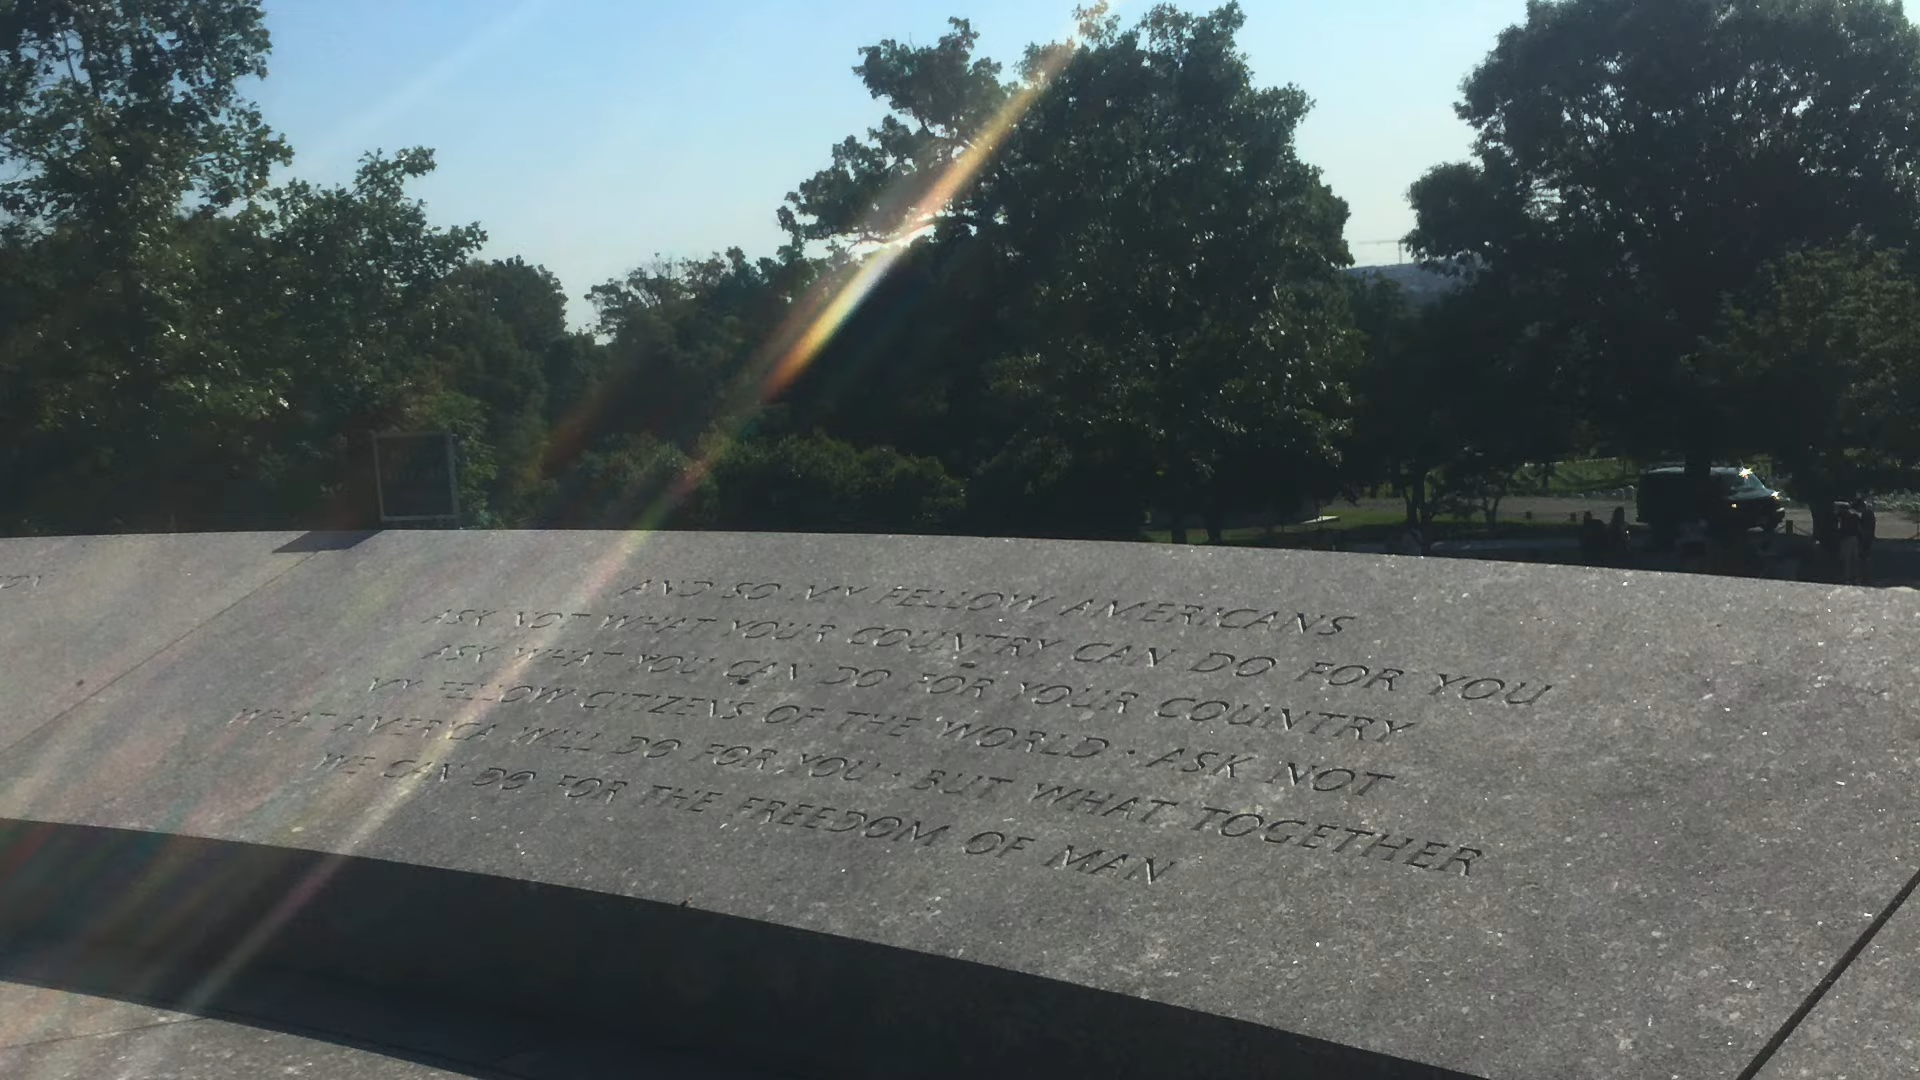 AND SO MY FELLOW AMERICANS
ASK NOT WHAT YOUR COUNTRY CAN DO FOR YOU
ASK WHAT YOU CAN DO FOR YOUR COUNTRY
MY FELLOW CITIZENS OF THE WORLD · ASK NOT
WHAT AMERICA WILL DO FOR YOU · BUT WHAT TOGETHER
WE CAN DO FOR THE FREEDOM OF MAN